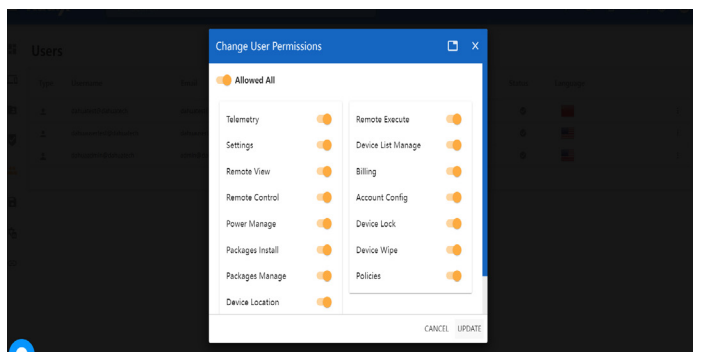 Change User Permissions
X
Users
Allowed All
Telemetry
Settings
Remote View
Remote Control
Power Manage
Packages Install
Packages Manage
Device Location
Remote Execute
Device List Manage
Billing
Account Config
Device Lock
Device Wipe
Policies
CANCEL UPDATE